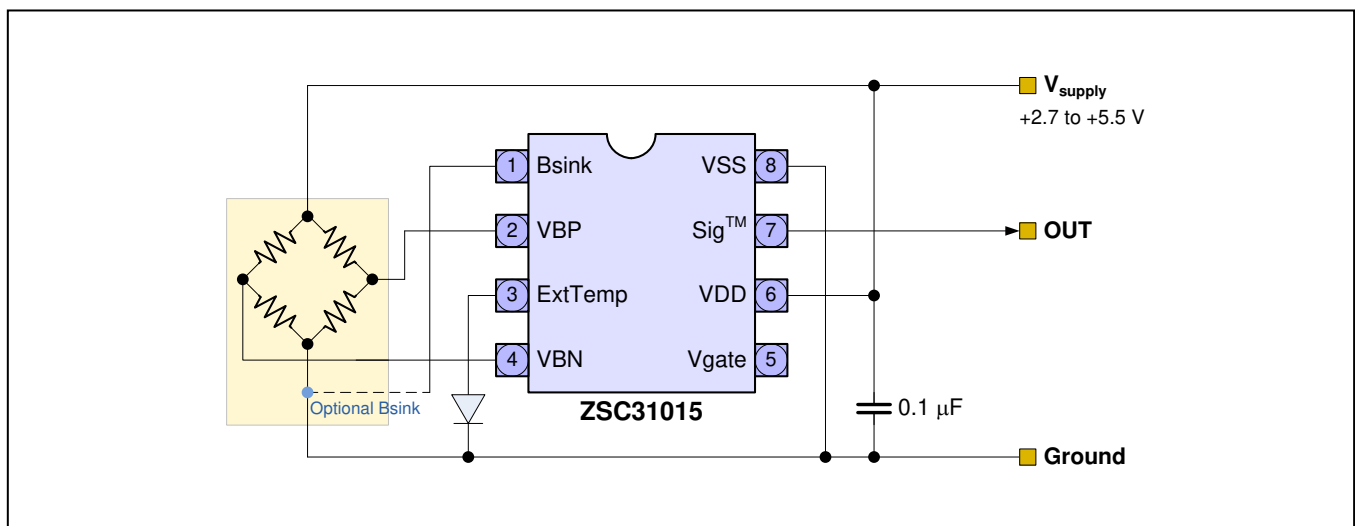 V_supply
+2.7 to +5.5 V
1 Bsink VSS 8
2 VBP Sig™ 7 OUT
3 ExtTemp VDD 6
4 VBN Vgate 5
Optional Bsink
ZSC31015
0.1 μF
Ground